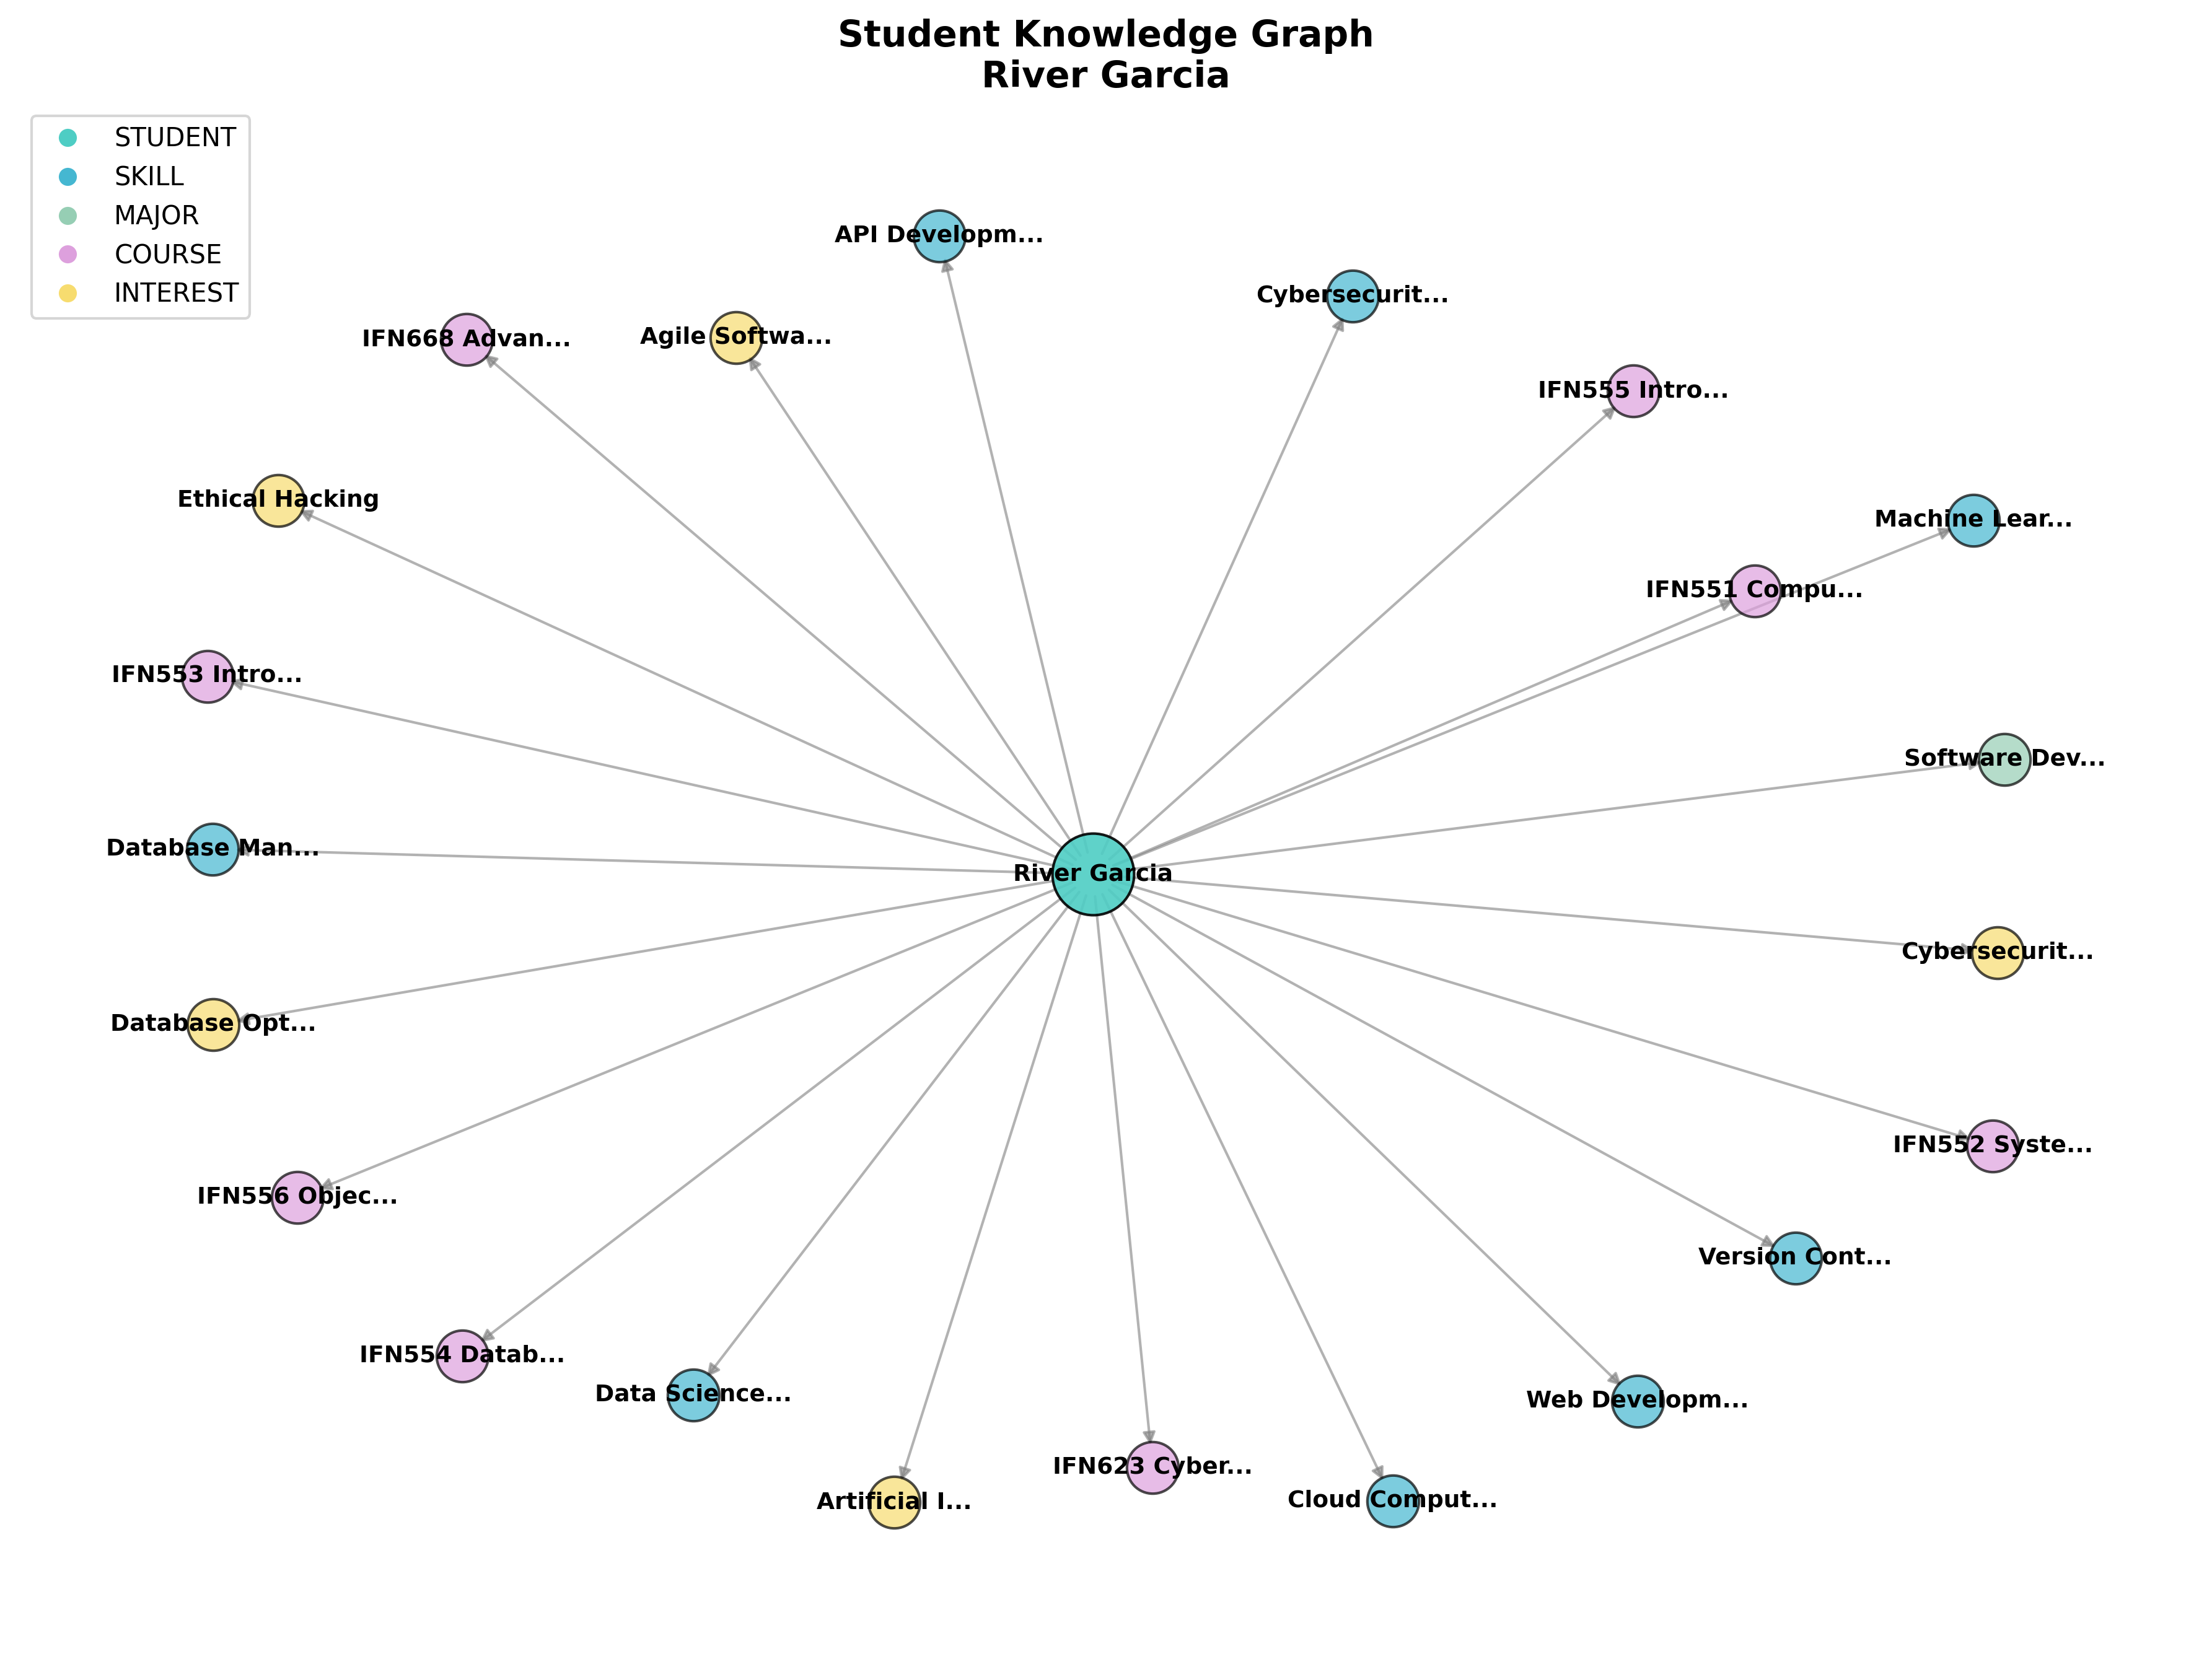 Student Knowledge Graph
River Garcia
STUDENT
SKILL
MAJOR
COURSE
INTEREST
API Developm...
Cybersecurit...
IFN668 Advan...
Agile Softwa...
IFN555 Intro...
Ethical Hacking
Machine Lear...
IFN551 Compu...
IFN553 Intro...
Software Dev...
Database Man...
River Garcia
Cybersecurit...
Database Opt...
IFN552 Syste...
IFN556 Objec...
Version Cont...
IFN554 Datab...
Data Science...
Web Developm...
IFN623 Cyber...
Artificial I...
Cloud Comput...